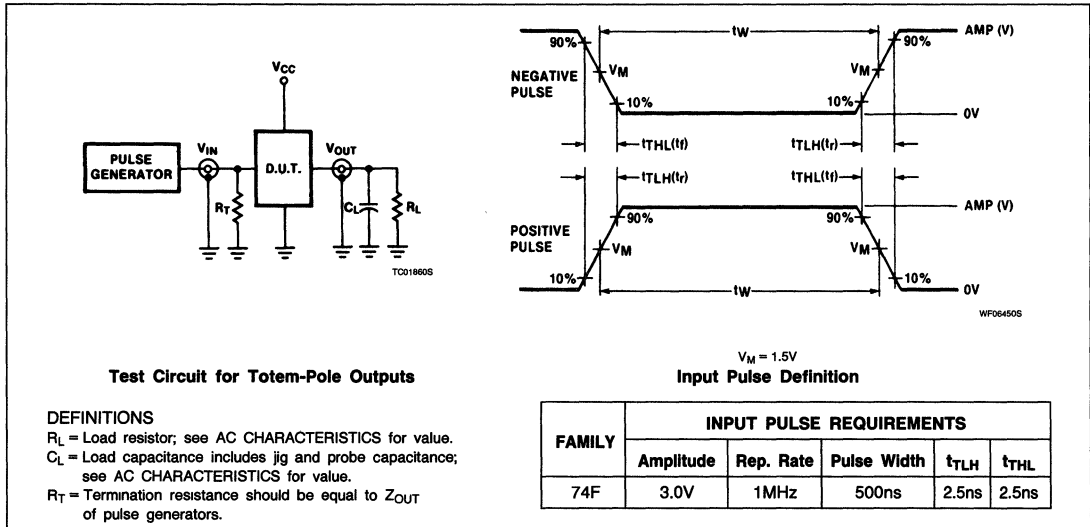 VCC
PULSE
GENERATOR
VIN
D.U.T.
VOUT
RT
CL
RL
TC01860S
NEGATIVE
PULSE
90%
tW
90%
AMP (V)
VM
VM
10%
10%
0V
tTHL(tf)
tTLH(tr)
tTLH(tr)
tTHL(tf)
POSITIVE
PULSE
90%
90%
AMP (V)
VM
VM
10%
tW
10%
0V
WF06450S
Test Circuit for Totem-Pole Outputs
VM = 1.5V
Input Pulse Definition
DEFINITIONS
RL = Load resistor; see AC CHARACTERISTICS for value.
CL = Load capacitance includes jig and probe capacitance;
see AC CHARACTERISTICS for value.
RT = Termination resistance should be equal to ZOUT
of pulse generators.
FAMILY
INPUT PULSE REQUIREMENTS
Amplitude Rep. Rate Pulse Width tTLH tTHL
74F 3.0V 1MHz 500ns 2.5ns 2.5ns